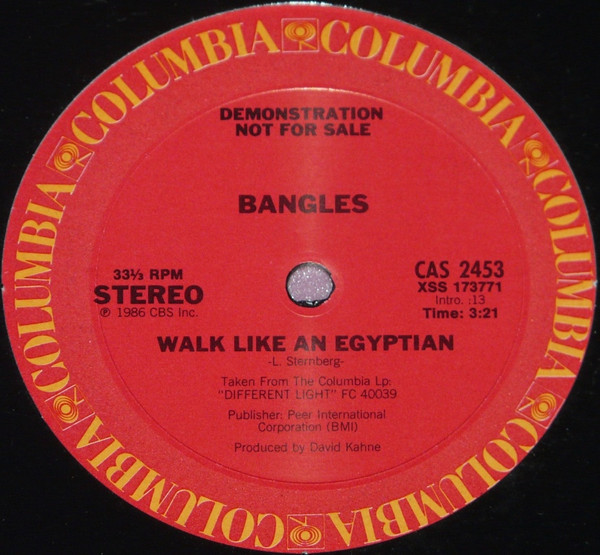 COLUMBIA COLUMBIA COLUMBIA COLUMBIA COLUMBIA COLUMBIA COLUMBIA COLUMBIA
DEMONSTRATION
NOT FOR SALE
BANGLES
33⅓ RPM
STEREO
℗ 1986 CBS Inc.
CAS 2453
XSS 173771
Intro. :13
Time: 3:21
WALK LIKE AN EGYPTIAN
-L. Sternberg-
Taken From The Columbia Lp:
"DIFFERENT LIGHT" FC 40039
Publisher: Peer International
Corporation (BMI)
Produced by David Kahne